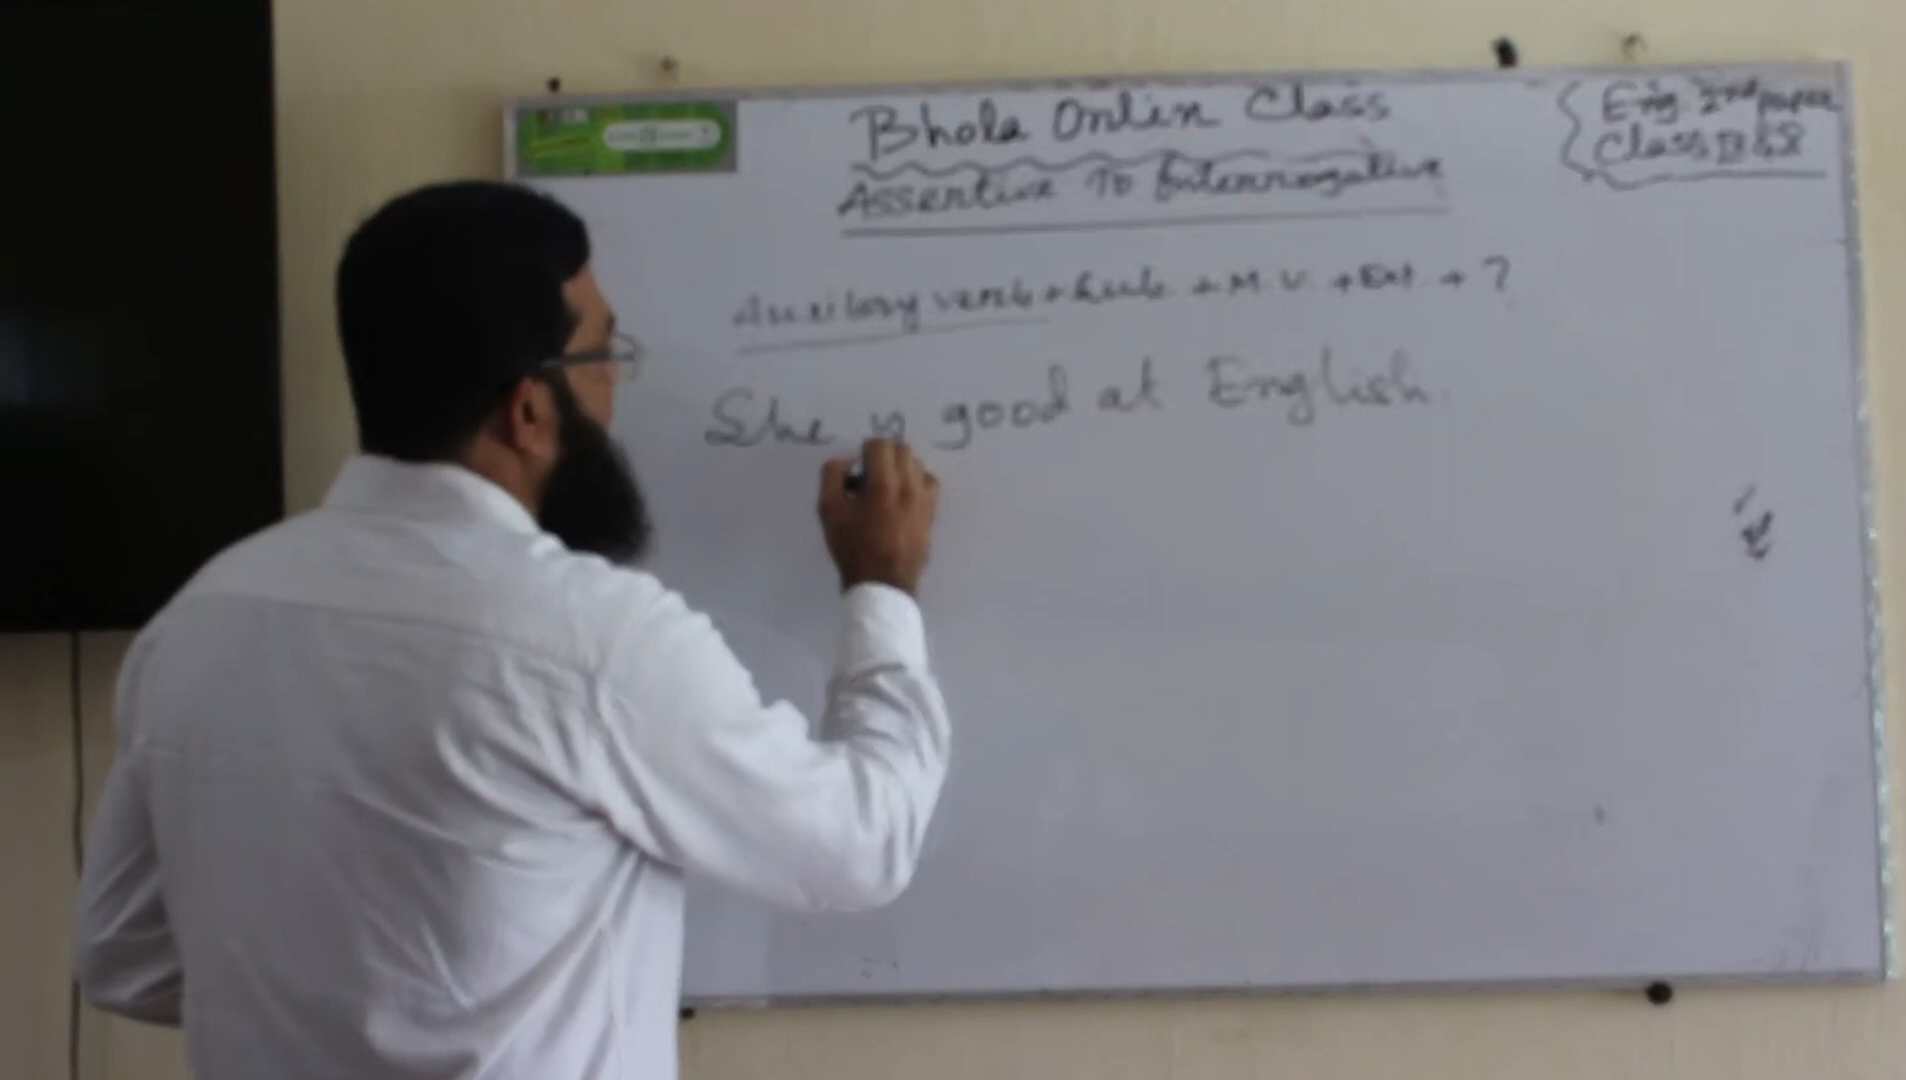 Bhola Onlin Class
Assertive To Interrogative
{ Eng. 2nd paper
Class IX & X
Auxilary verb + Sub + M.V. + Ext. + ?
She is good at English.